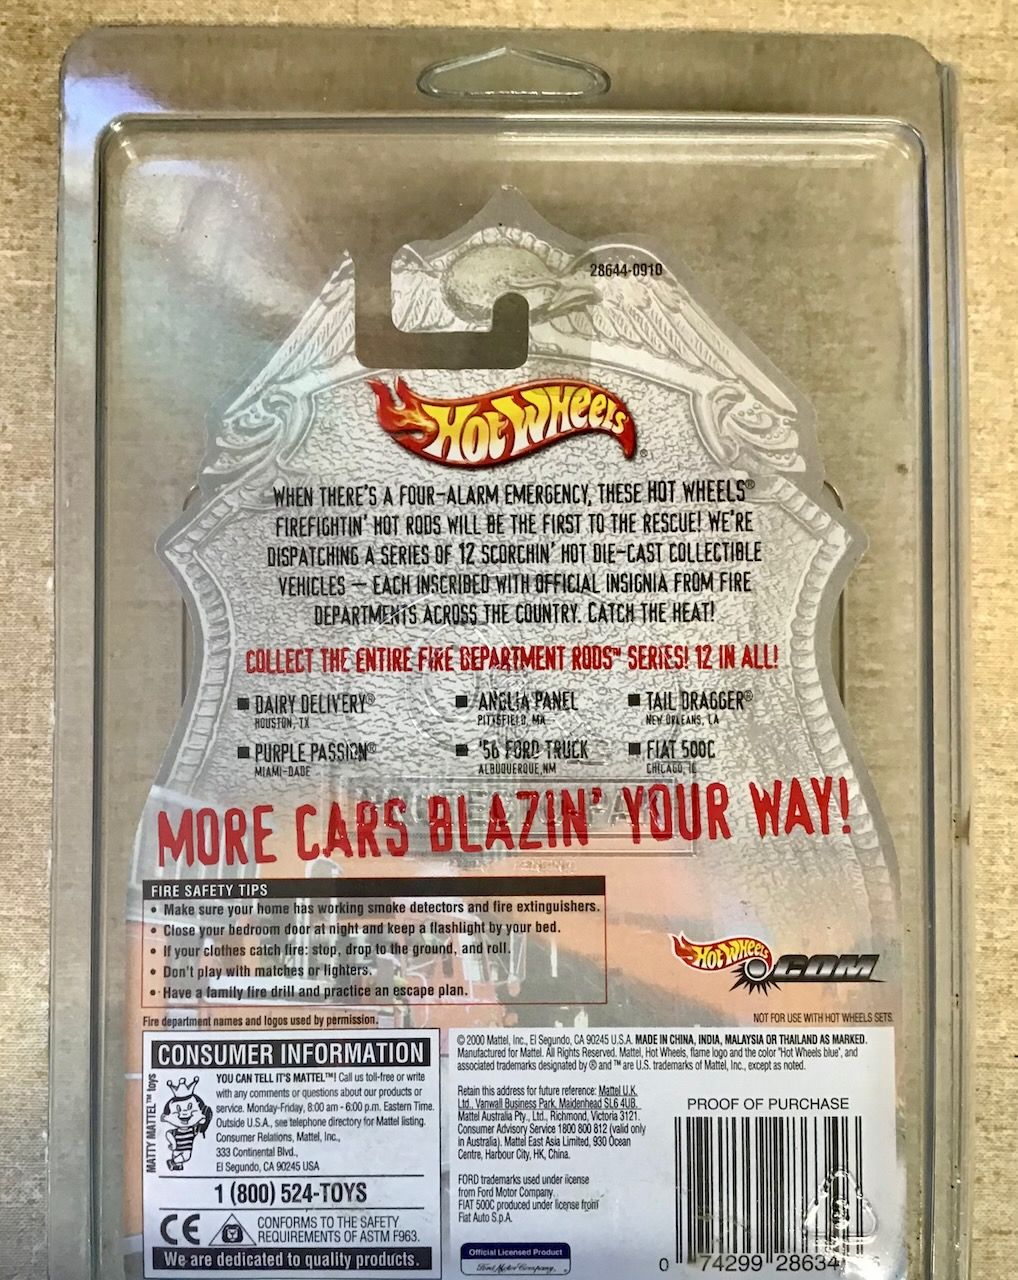 28644-0910
HOT WHEELS®
WHEN THERE'S A FOUR-ALARM EMERGENCY, THESE HOT WHEELS®
FIREFIGHTIN' HOT RODS WILL BE THE FIRST TO THE RESCUE! WE'RE
DISPATCHING A SERIES OF 12 SCORCHIN' HOT DIE-CAST COLLECTIBLE
VEHICLES — EACH INSCRIBED WITH OFFICIAL INSIGNIA FROM FIRE
DEPARTMENTS ACROSS THE COUNTRY. CATCH THE HEAT!
COLLECT THE ENTIRE FIRE DEPARTMENT RODS™ SERIES! 12 IN ALL!
■ DAIRY DELIVERY®
HOUSTON, TX
■ ANGLIA PANEL
PITTSFIELD, MA
■ TAIL DRAGGER®
NEW ORLEANS, LA
■ PURPLE PASSION®
MIAMI-DADE
■ '56 FORD TRUCK
ALBUQUERQUE, NM
■ FIAT 500C
CHICAGO, IL
MORE CARS BLAZIN' YOUR WAY!
FIRE SAFETY TIPS
• Make sure your home has working smoke detectors and fire extinguishers.
• Close your bedroom door at night and keep a flashlight by your bed.
• If your clothes catch fire: stop, drop to the ground, and roll.
• Don't play with matches or lighters.
• Have a family fire drill and practice an escape plan.
HOT WHEELS .COM
NOT FOR USE WITH HOT WHEELS SETS.
Fire department names and logos used by permission.
CONSUMER INFORMATION
MATTY MATTEL™ toys
YOU CAN TELL IT'S MATTEL™! Call us toll-free or write
with any comments or questions about our products or
service. Monday-Friday, 8:00 am - 6:00 p.m. Eastern Time.
Outside U.S.A., see telephone directory for Mattel listing.
Consumer Relations, Mattel, Inc.,
333 Continental Blvd.,
El Segundo, CA 90245 USA
1 (800) 524-TOYS
CE
CONFORMS TO THE SAFETY
REQUIREMENTS OF ASTM F963.
We are dedicated to quality products.
© 2000 Mattel, Inc., El Segundo, CA 90245 U.S.A. MADE IN CHINA, INDIA, MALAYSIA OR THAILAND AS MARKED.
Manufactured for Mattel. All Rights Reserved. Mattel, Hot Wheels, flame logo and the color "Hot Wheels blue", and
associated trademarks designated by ® and ™ are U.S. trademarks of Mattel, Inc., except as noted.
Retain this address for future reference: Mattel U.K.
Ltd., Vanwall Business Park, Maidenhead SL6 4UB.
Mattel Australia Pty., Ltd., Richmond, Victoria 3121.
Consumer Advisory Service 1800 800 812 (valid only
in Australia). Mattel East Asia Limited, 930 Ocean
Centre, Harbour City, HK, China.
FORD trademarks used under license
from Ford Motor Company.
FIAT 500C produced under license from
Fiat Auto S.p.A.
Official Licensed Product
Ford Motor Company.
PROOF OF PURCHASE
0 74299 28634